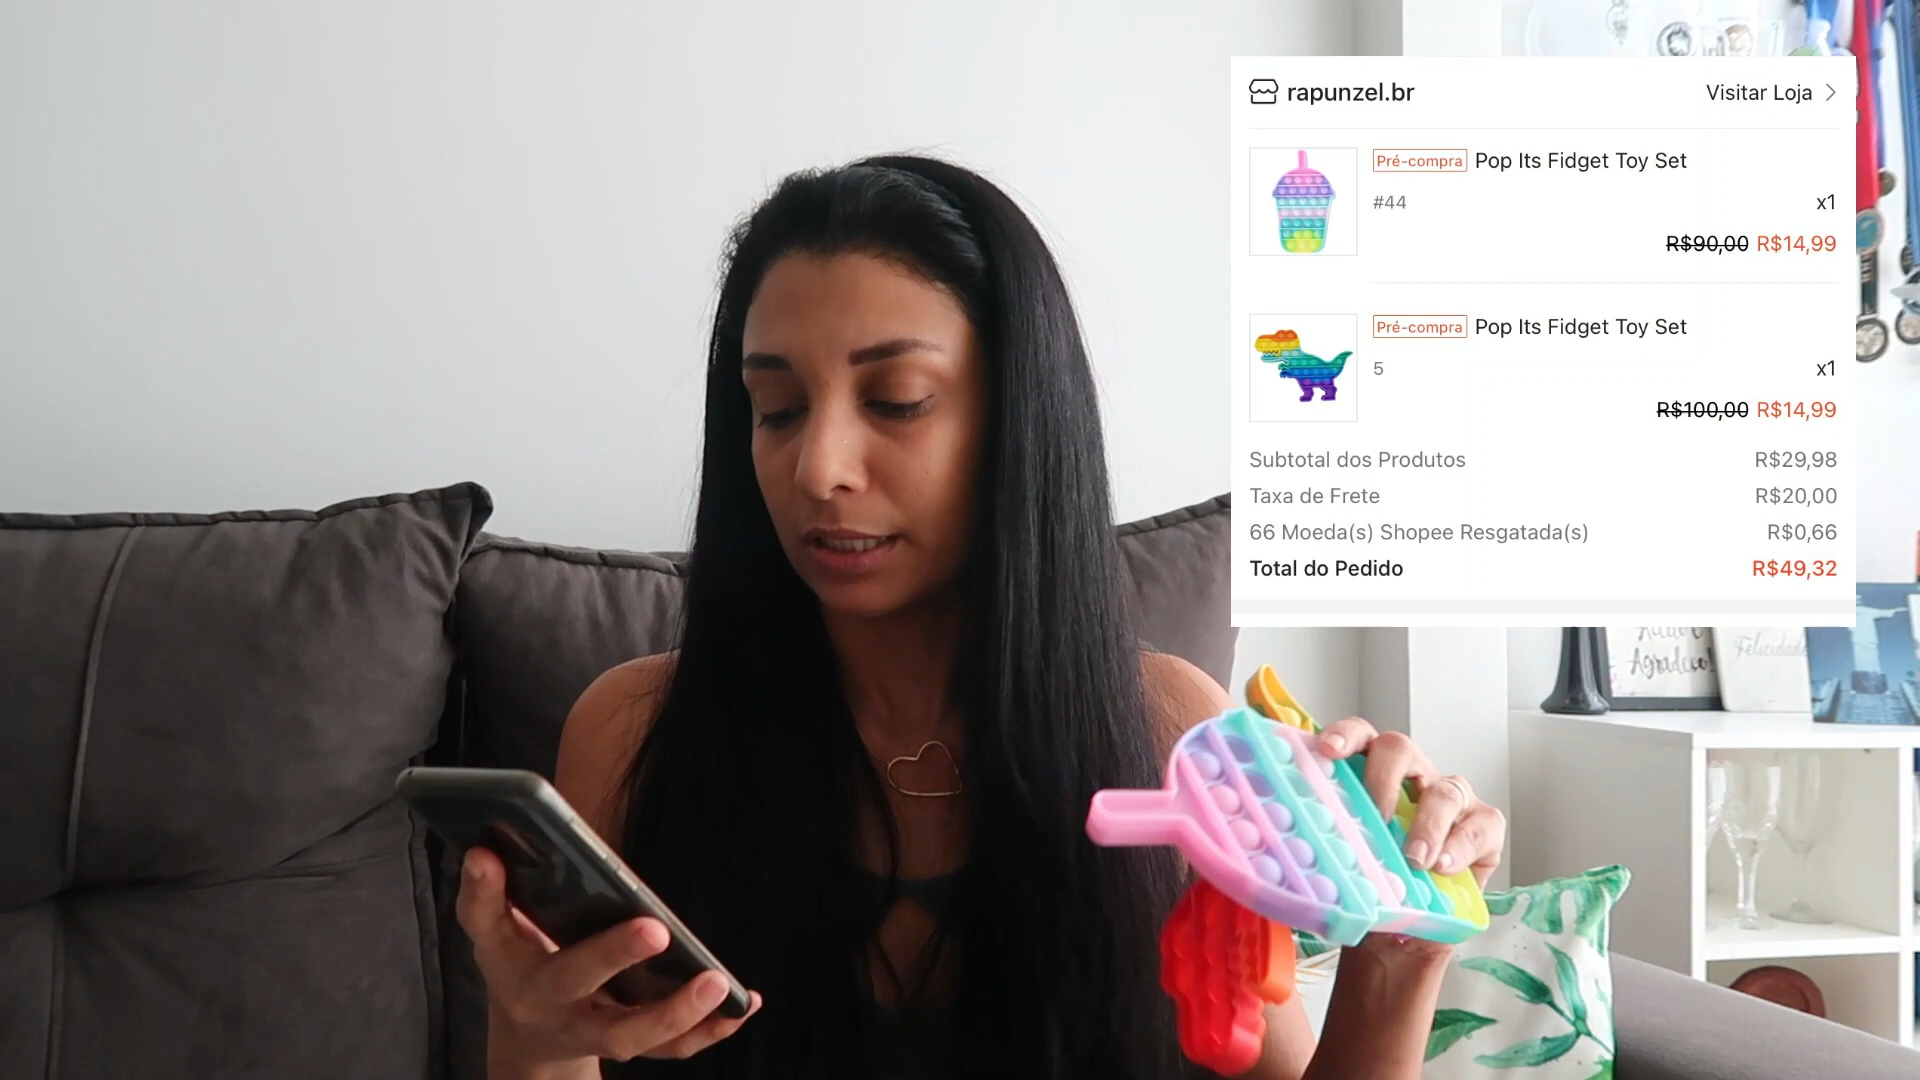 rapunzel.br
Visitar Loja
Pré-compra Pop Its Fidget Toy Set
#44
x1
R$90,00 R$14,99
Pré-compra Pop Its Fidget Toy Set
5
x1
R$100,00 R$14,99
Subtotal dos Produtos R$29,98
Taxa de Frete R$20,00
66 Moeda(s) Shopee Resgatada(s) R$0,66
Total do Pedido R$49,32
Agradeço!
Felicidade